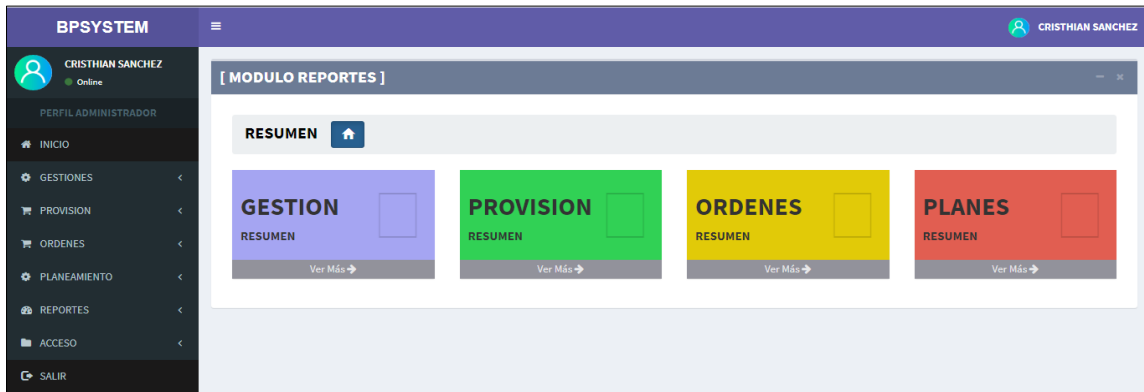 BPSYSTEM
CRISTHIAN SANCHEZ
CRISTHIAN SANCHEZ
Online
PERFIL ADMINISTRADOR
INICIO
GESTIONES
PROVISION
ORDENES
PLANEAMIENTO
REPORTES
ACCESO
SALIR
[ MODULO REPORTES ]
RESUMEN
GESTION
RESUMEN
Ver Más
PROVISION
RESUMEN
Ver Más
ORDENES
RESUMEN
Ver Más
PLANES
RESUMEN
Ver Más